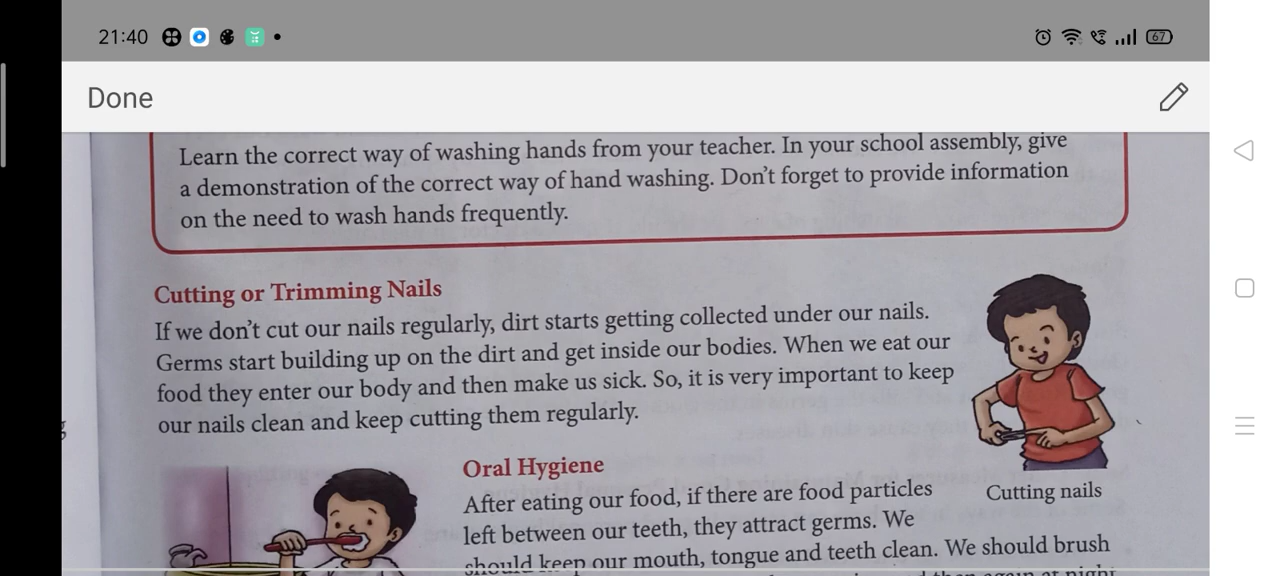 21:40
67
Done
Learn the correct way of washing hands from your teacher. In your school assembly, give
a demonstration of the correct way of hand washing. Don't forget to provide information
on the need to wash hands frequently.
Cutting or Trimming Nails
If we don't cut our nails regularly, dirt starts getting collected under our nails.
Germs start building up on the dirt and get inside our bodies. When we eat our
food they enter our body and then make us sick. So, it is very important to keep
our nails clean and keep cutting them regularly.
Cutting nails
Oral Hygiene
After eating our food, if there are food particles
left between our teeth, they attract germs. We
should keep our mouth, tongue and teeth clean. We should brush